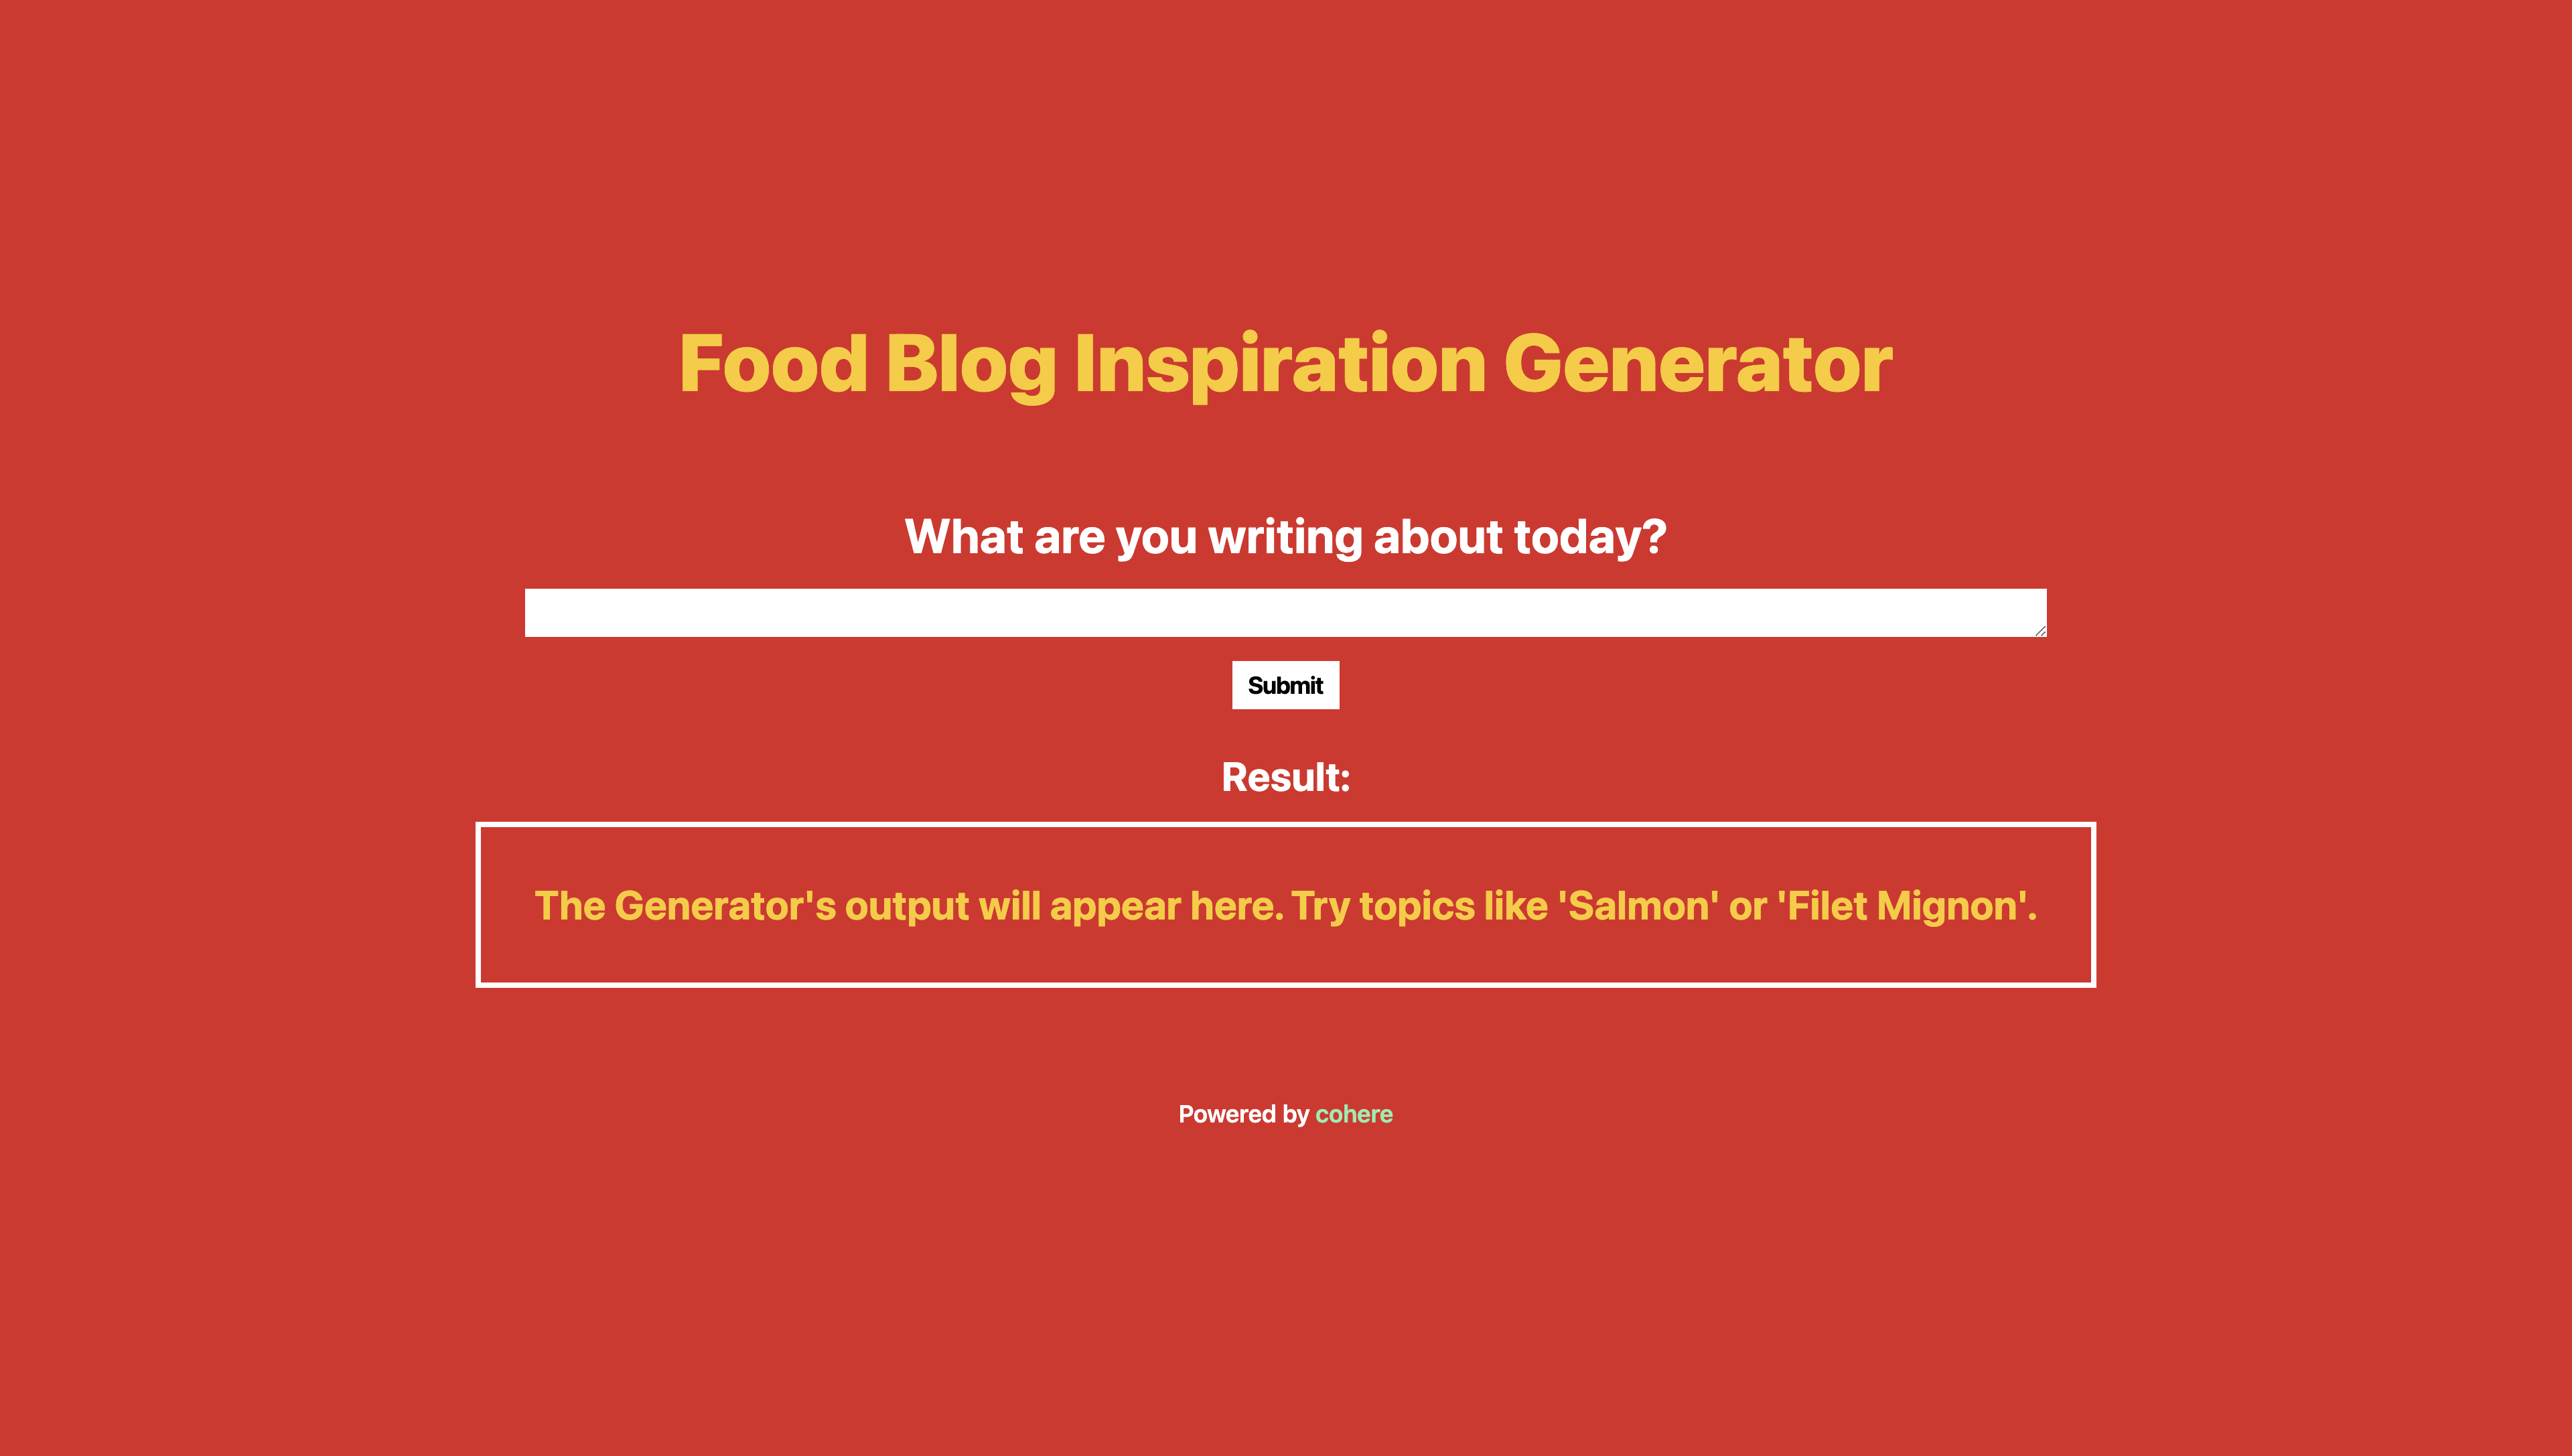 Food Blog Inspiration Generator
What are you writing about today?
Submit
Result:
The Generator's output will appear here. Try topics like 'Salmon' or 'Filet Mignon'.
Powered by cohere